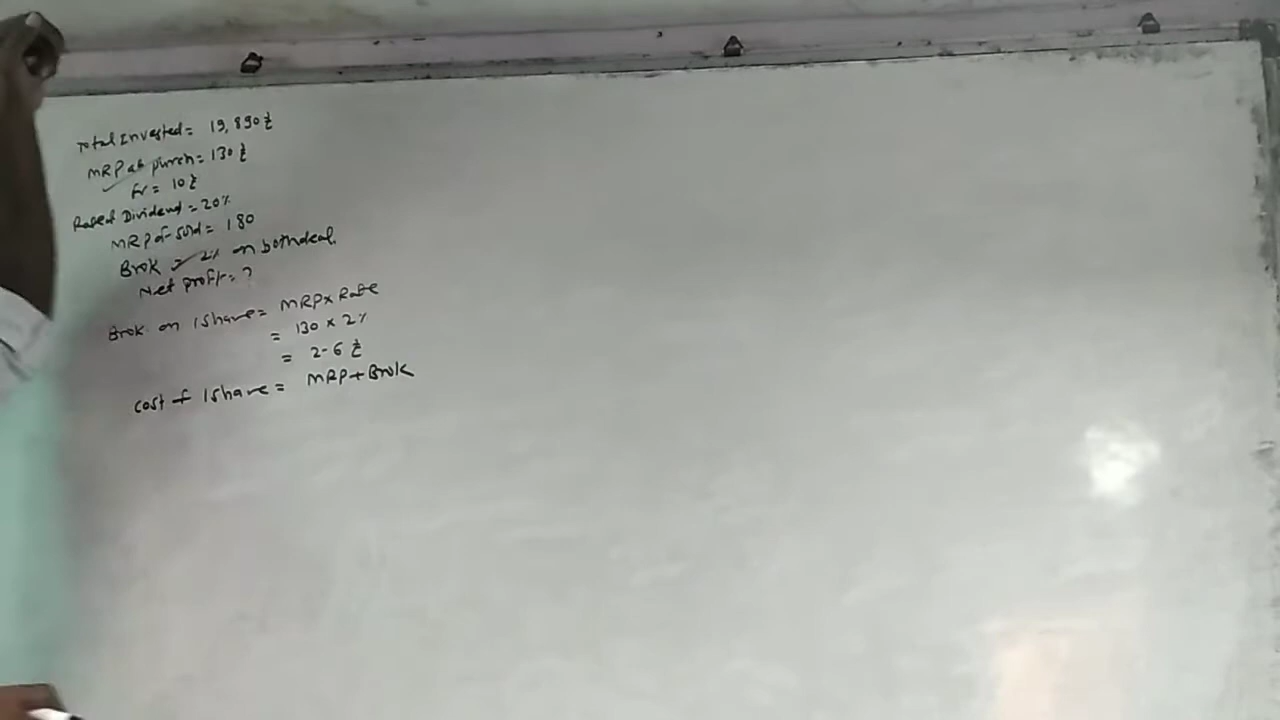 Total Invested = 19,890 ₹
MRP at purch = 130 ₹
FV = 10 ₹
Rate of Dividend = 20%
MRP of sold = 180
Brok = 2% on both deal.
Net profit = ?
Brok. on 1 share = MRP x Rate
= 130 x 2%
= 2.6 ₹
cost of 1 share = MRP + Brok